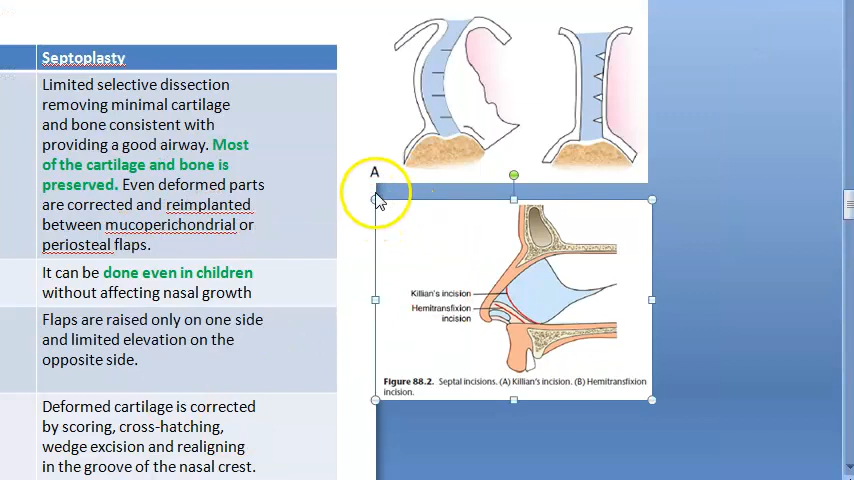 Septoplasty
Limited selective dissection
removing minimal cartilage
and bone consistent with
providing a good airway. Most
of the cartilage and bone is
preserved. Even deformed parts
are corrected and reimplanted
between mucoperichondrial or
periosteal flaps.
It can be done even in children
without affecting nasal growth
Flaps are raised only on one side
and limited elevation on the
opposite side.
Deformed cartilage is corrected
by scoring, cross-hatching,
wedge excision and realigning
in the groove of the nasal crest.
A
Killian's incision
Hemitransfixion
incision
Figure 88.2. Septal incisions. (A) Killian's incision. (B) Hemitransfixion
incision.